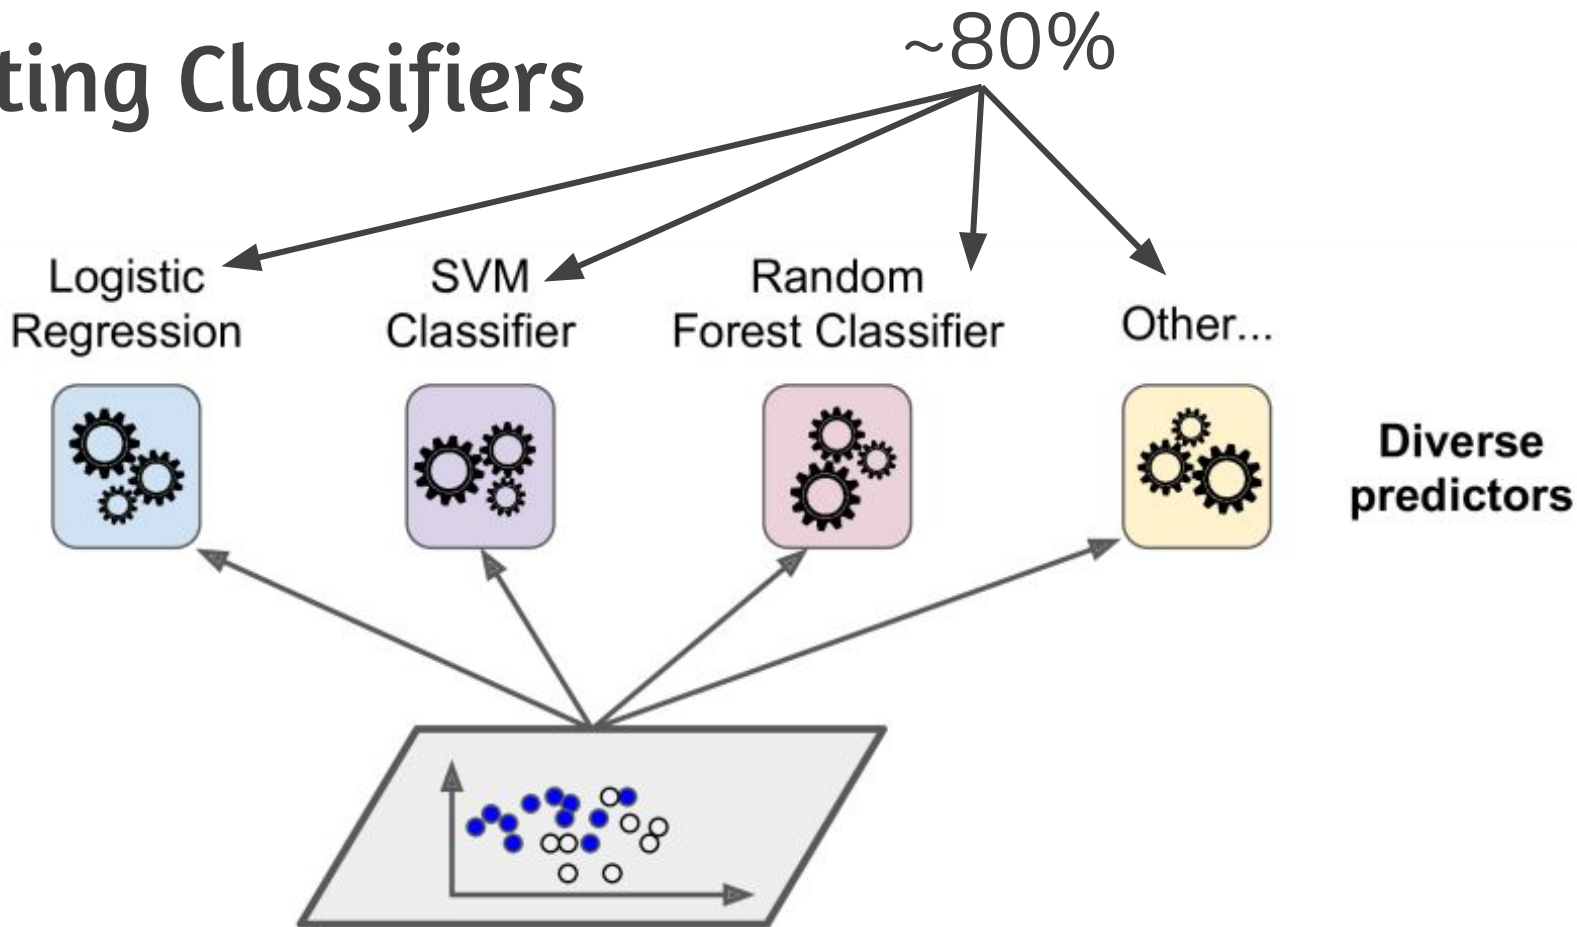 ting Classifiers
~80%
Logistic
Regression
SVM
Classifier
Random
Forest Classifier
Other...
Diverse
predictors